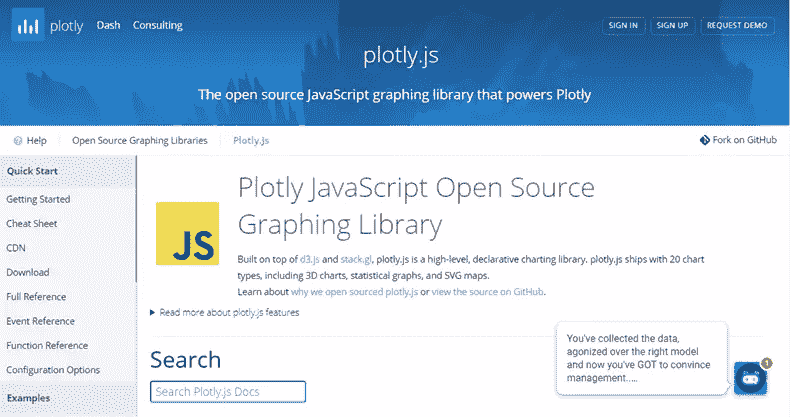 plotly Dash Consulting SIGN IN SIGN UP REQUEST DEMO
plotly.js
The open source JavaScript graphing library that powers Plotly
Help Open Source Graphing Libraries Plotly.js Fork on GitHub
Quick Start
Getting Started
Cheat Sheet
CDN
Download
Full Reference
Event Reference
Function Reference
Configuration Options
Examples
JS
Plotly JavaScript Open Source
Graphing Library
Built on top of d3.js and stack.gl, plotly.js is a high-level, declarative charting library. plotly.js ships with 20 chart
types, including 3D charts, statistical graphs, and SVG maps.
Learn about why we open sourced plotly.js or view the source on GitHub.
Read more about plotly.js features
Search
Search Plotly.js Docs
You've collected the data,
agonized over the right model
and now you've GOT to convince
management.....
1